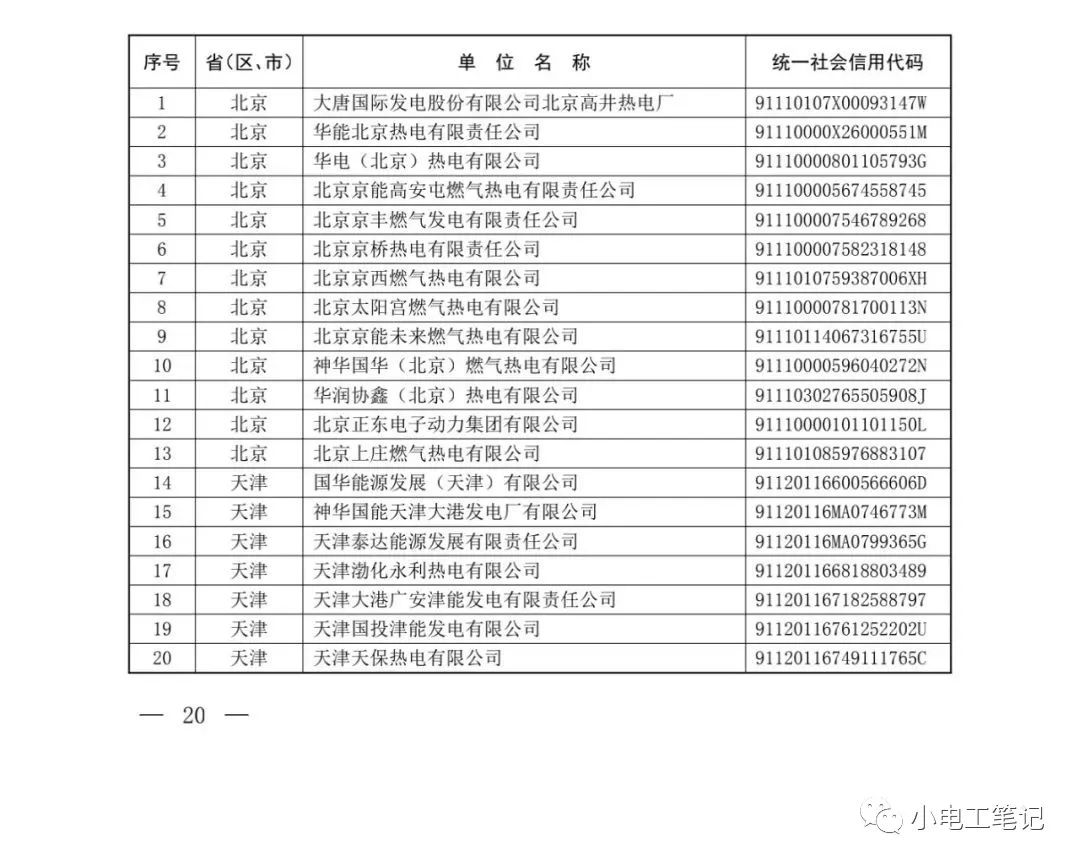 序号 省（区、市） 单位名称 统一社会信用代码
1 北京 大唐国际发电股份有限公司北京高井热电厂 91110107X00093147W
2 北京 华能北京热电有限责任公司 91110000X26000551M
3 北京 华电（北京）热电有限公司 91110000801105793G
4 北京 北京京能高安屯燃气热电有限责任公司 911100005674558745
5 北京 北京京丰燃气发电有限责任公司 911100007546789268
6 北京 北京京桥热电有限责任公司 911100007582318148
7 北京 北京京西燃气热电有限公司 9111010759387006XH
8 北京 北京太阳宫燃气热电有限公司 91110000781700113N
9 北京 北京京能未来燃气热电有限公司 91110114067316755U
10 北京 神华国华（北京）燃气热电有限公司 91110000596040272N
11 北京 华润协鑫（北京）热电有限公司 91110302765505908J
12 北京 北京正东电子动力集团有限公司 91110000101101150L
13 北京 北京上庄燃气热电有限公司 911101085976883107
14 天津 国华能源发展（天津）有限公司 91120116600566606D
15 天津 神华国能天津大港发电厂有限公司 91120116MA0746773M
16 天津 天津泰达能源发展有限责任公司 91120116MA0799365G
17 天津 天津渤化永利热电有限公司 911201166818803489
18 天津 天津大港广安津能发电有限责任公司 911201167182588797
19 天津 天津国投津能发电有限公司 91120116761252202U
20 天津 天津天保热电有限公司 91120116749111765C
— 20 —
小电工笔记